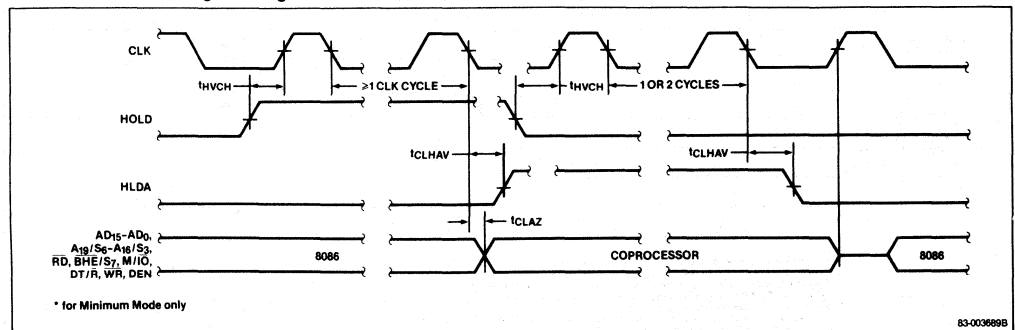 CLK
tHVCH
≥1 CLK CYCLE
tHVCH
1 OR 2 CYCLES
HOLD
tCLHAV
tCLHAV
HLDA
tCLAZ
AD15-AD0,
A19/S6-A16/S3,
RD, BHE/S7, M/IO,
DT/R, WR, DEN
8086
COPROCESSOR
8086
* for Minimum Mode only
83-003689B